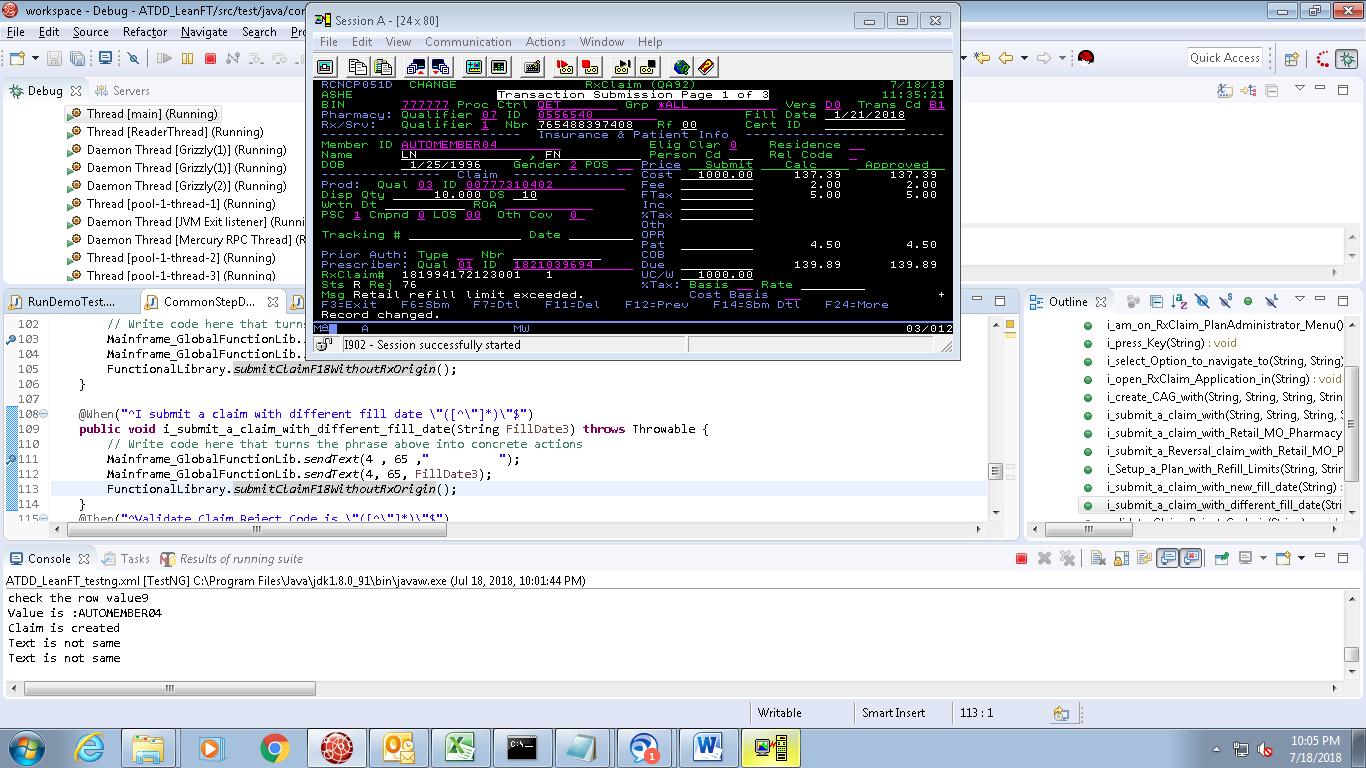 workspace - Debug - ATDD_LeanFT/src/test/java/co
File Edit Source Refactor Navigate Search
Quick Access
Debug Servers
Thread [main] (Running)
Thread [ReaderThread] (Running)
Daemon Thread [Grizzly(1)] (Running)
Daemon Thread [Grizzly(1)] (Running)
Daemon Thread [Grizzly(2)] (Running)
Thread [pool-1-thread-1] (Running)
Daemon Thread [JVM Exit listener] (Runni
Daemon Thread [Mercury RPC Thread] (R
Thread [pool-1-thread-2] (Running)
Thread [pool-1-thread-3] (Running)
Session A - [24 x 80]
File Edit View Communication Actions Window Help
RCNCP051D CHANGE RxClaim (QA92) 7/18/18
ASHE Transaction Submission Page 1 of 3 11:35:21
BIN 777777 Proc Ctrl QET Grp *ALL Vers D0 Trans Cd B1
Pharmacy: Qualifier 07 ID 0556540 Fill Date 1/21/2018
Rx/Srv: Qualifier 1 Nbr 765488397408 Rf 00 Cert ID
Insurance & Patient Info
Member ID AUTOMEMBER04 Elig Clar 0 Residence
Name LN , FN Person Cd Rel Code
DOB 1/25/1996 Gender 2 POS Price Submit Calc Approved
Claim Cost 1000.00 137.39 137.39
Prod: Qual 03 ID 00777310402 Fee 2.00 2.00
Disp Qty 10.000 DS 10 FTax 5.00 5.00
Wrtn Dt ROA Inc
PSC 1 Cmpnd 0 LOS 00 Oth Cov 0 %Tax
Oth
Tracking # Date OPR
Pat 4.50 4.50
Prior Auth: Type Nbr COB
Prescriber: Qual 01 ID 1821039694 Due 139.89 139.89
RxClaim# 181994172123001 1 UC/W 1000.00
Sts R Rej 76 %Tax: Basis Rate
Msg Retail refill limit exceeded. Cost Basis +
F3=Exit F6=Sbm F7=Dtl F11=Del F12=Prev F14=Sbm Dtl F24=More
Record changed.
MA A MW 03/012
I902 - Session successfully started
RunDemoTest.... CommonStepD...
102 // Write code here that turns
103 Mainframe_GlobalFunctionLib.
104 Mainframe_GlobalFunctionLib.
105 FunctionalLibrary.submitClaimF18WithoutRxOrigin();
106 }
107
108 @When("^I submit a claim with different fill date \"([^\"]*)\"$")
109 public void i_submit_a_claim_with_different_fill_date(String FillDate3) throws Throwable {
110 // Write code here that turns the phrase above into concrete actions
111 Mainframe_GlobalFunctionLib.sendText(4 , 65 ,"          ");
112 Mainframe_GlobalFunctionLib.sendText(4, 65, FillDate3);
113 FunctionalLibrary.submitClaimF18WithoutRxOrigin();
114 }
115 @Then("^Validate Claim Reject Code is \"([^\"]*)\"$")
Outline
i_am_on_RxClaim_PlanAdministrator_Menu()
i_press_Key(String) : void
i_select_Option_to_navigate_to(String, String)
i_open_RxClaim_Application_in(String) : void
i_create_CAG_with(String, String, String, Strin
i_submit_a_claim_with(String, String, String, S
i_submit_a_claim_with_Retail_MO_Pharmacy
i_submit_a_Reversal_claim_with_Retail_MO_P
i_Setup_a_Plan_with_Refill_Limits(String, Strin
i_submit_a_claim_with_new_fill_date(String) :
i_submit_a_claim_with_different_fill_date(Stri
Console Tasks Results of running suite
ATDD_LeanFT_testng.xml [TestNG] C:\Program Files\Java\jdk1.8.0_91\bin\javaw.exe (Jul 18, 2018, 10:01:44 PM)
check the row value9
Value is :AUTOMEMBER04
Claim is created
Text is not same
Text is not same
Writable Smart Insert 113 : 1
1
10:05 PM
7/18/2018